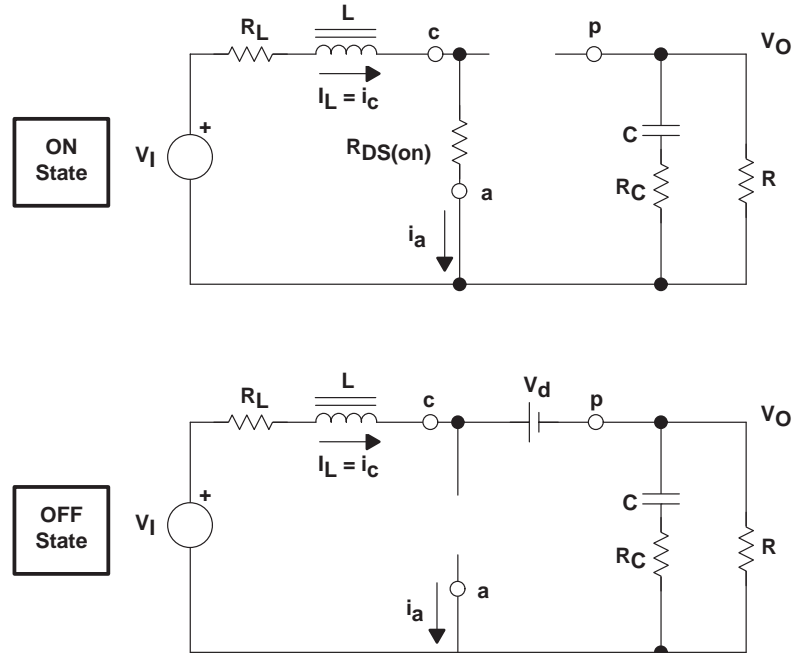 L
RL
c
p
VO
IL = ic
C
RDS(on)
ON
State
VI
+
RC
R
a
ia
L
Vd
RL
c
p
VO
IL = ic
+
C
OFF
State
VI
RC
R
ia
a